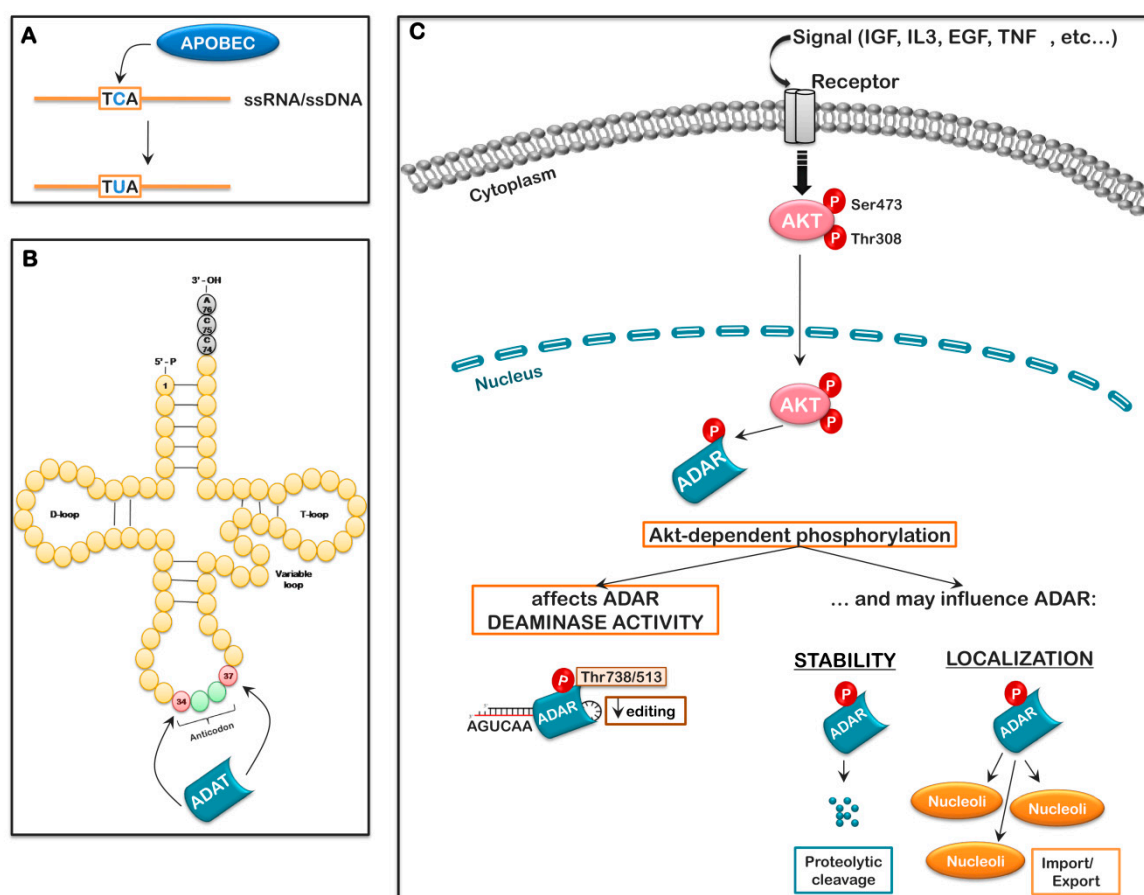 A
APOBEC
TCA
ssRNA/ssDNA
TUA
B
3'-OH
A
76
C
75
C
74
5'-P
1
D-loop
T-loop
Variable
loop
37
34
Anticodon
ADAT
C
Signal (IGF, IL3, EGF, TNF , etc...)
Receptor
Cytoplasm
P
Ser473
AKT
P
Thr308
Nucleus
P
AKT
P
P
ADAR
Akt-dependent phosphorylation
affects ADAR
DEAMINASE ACTIVITY
... and may influence ADAR:
P
Thr738/513
ADAR
editing
AGUCAA
STABILITY
P
ADAR
Proteolytic
cleavage
LOCALIZATION
P
ADAR
Nucleoli
Nucleoli
Nucleoli
Import/
Export